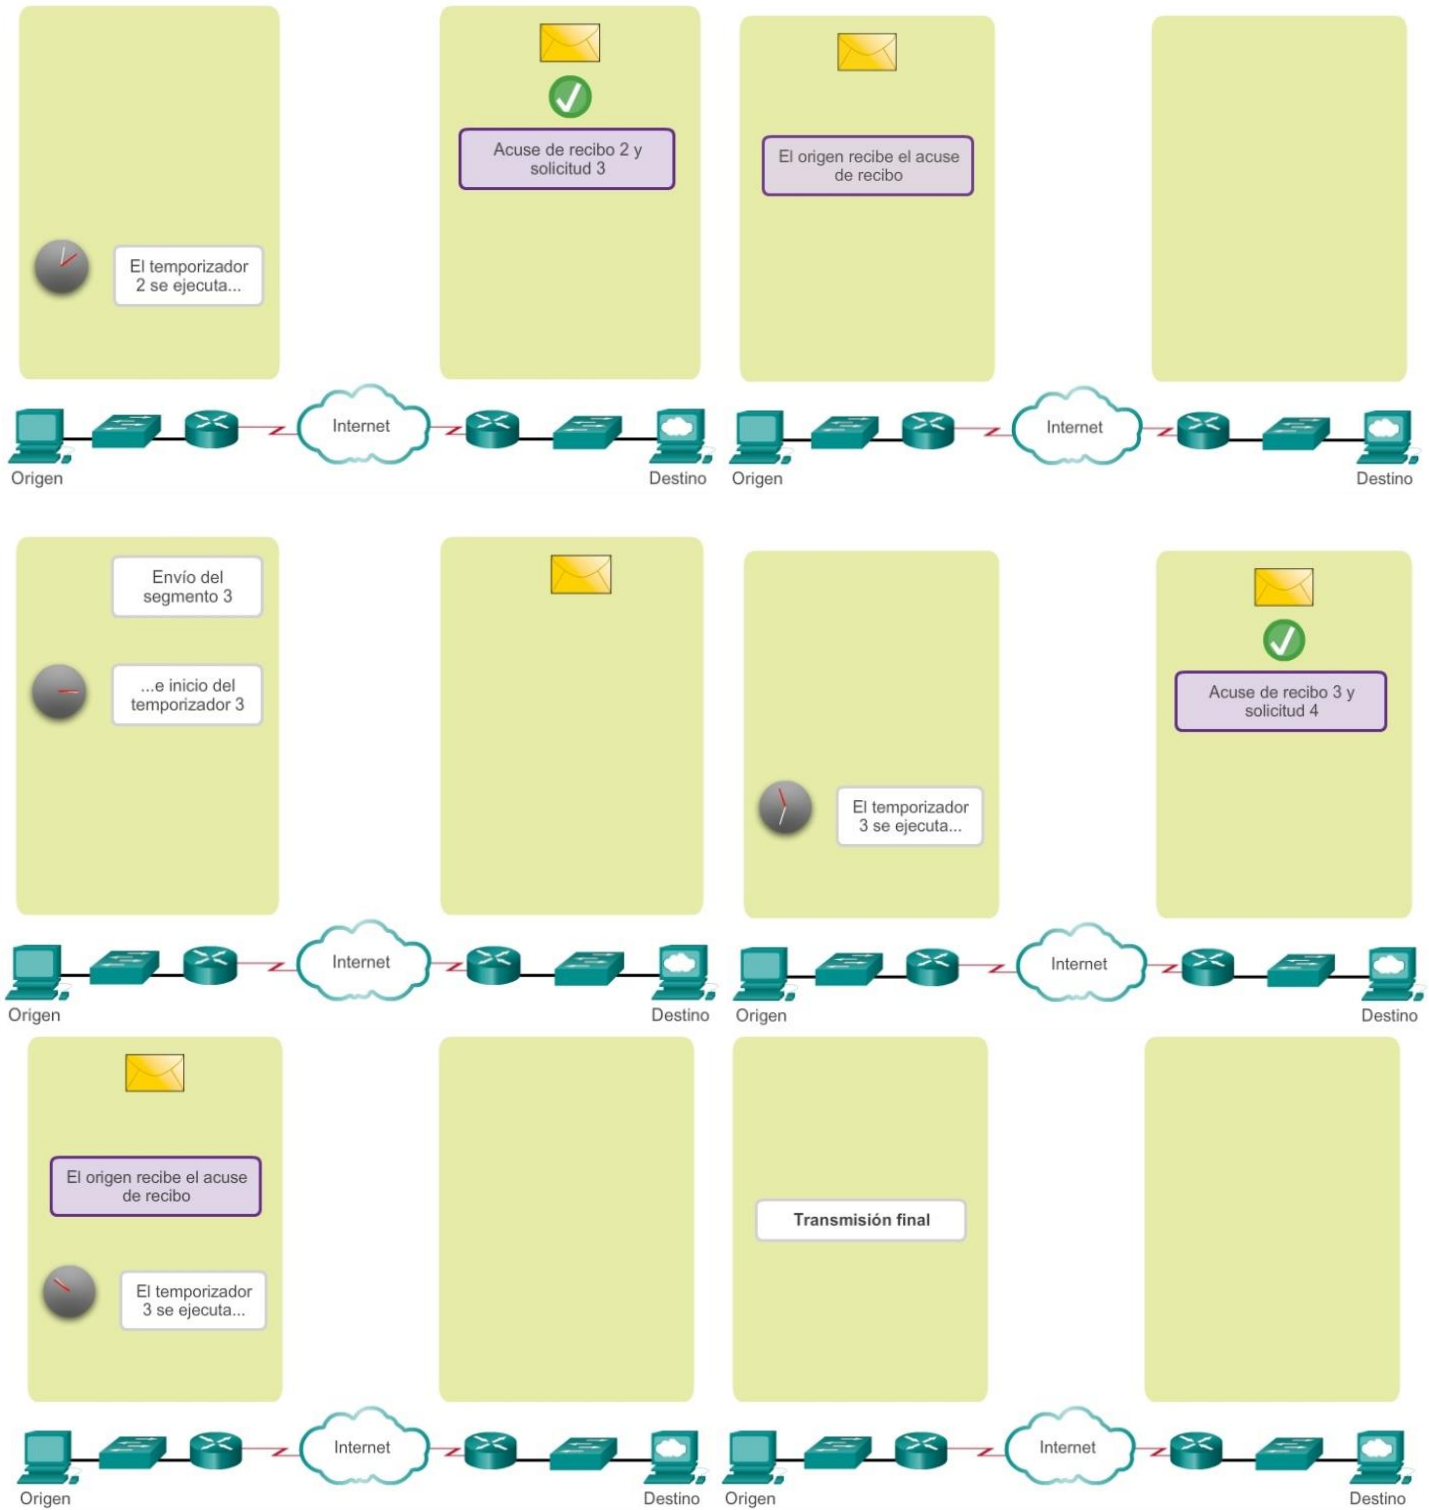 Acuse de recibo 2 y
solicitud 3
El temporizador
2 se ejecuta...
Internet
Origen
Destino
El origen recibe el acuse
de recibo
Internet
Origen
Destino
Envío del
segmento 3
...e inicio del
temporizador 3
Internet
Origen
Destino
Acuse de recibo 3 y
solicitud 4
El temporizador
3 se ejecuta...
Internet
Origen
Destino
El origen recibe el acuse
de recibo
El temporizador
3 se ejecuta...
Internet
Origen
Destino
Transmisión final
Internet
Origen
Destino